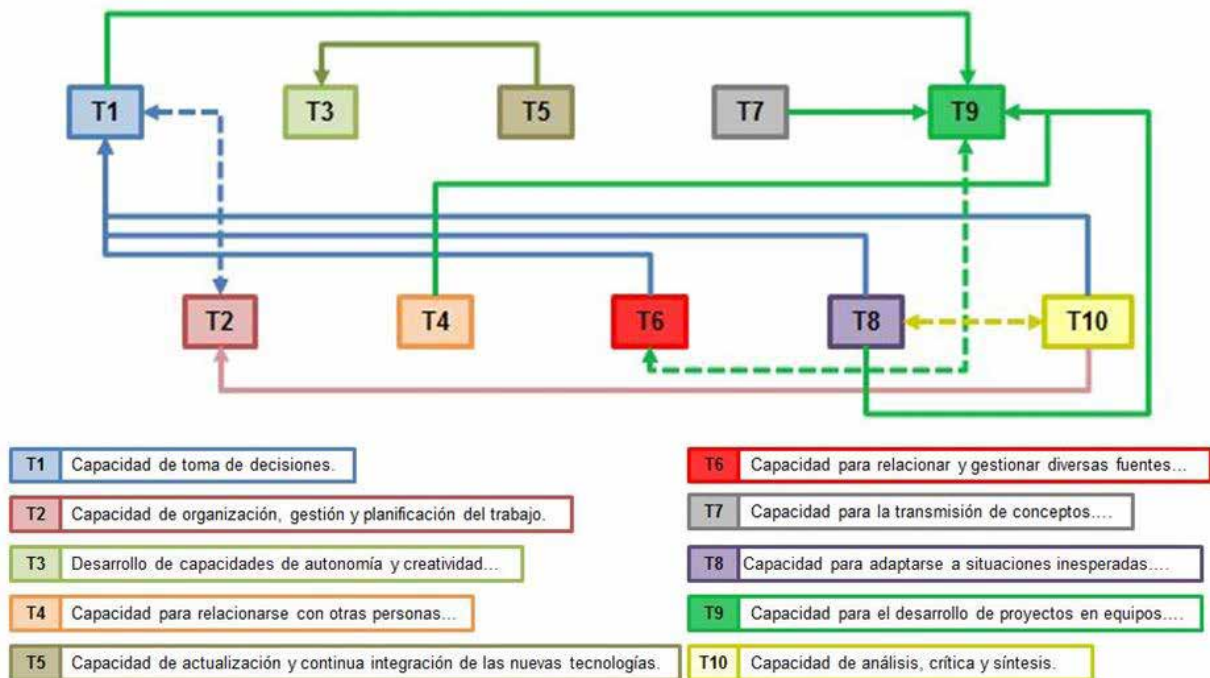 T1
T3
T5
T7
T9
T2
T4
T6
T8
T10
T1 Capacidad de toma de decisiones.
T2 Capacidad de organización, gestión y planificación del trabajo.
T3 Desarrollo de capacidades de autonomía y creatividad...
T4 Capacidad para relacionarse con otras personas...
T5 Capacidad de actualización y continua integración de las nuevas tecnologías.
T6 Capacidad para relacionar y gestionar diversas fuentes...
T7 Capacidad para la transmisión de conceptos....
T8 Capacidad para adaptarse a situaciones inesperadas....
T9 Capacidad para el desarrollo de proyectos en equipos....
T10 Capacidad de análisis, crítica y síntesis.